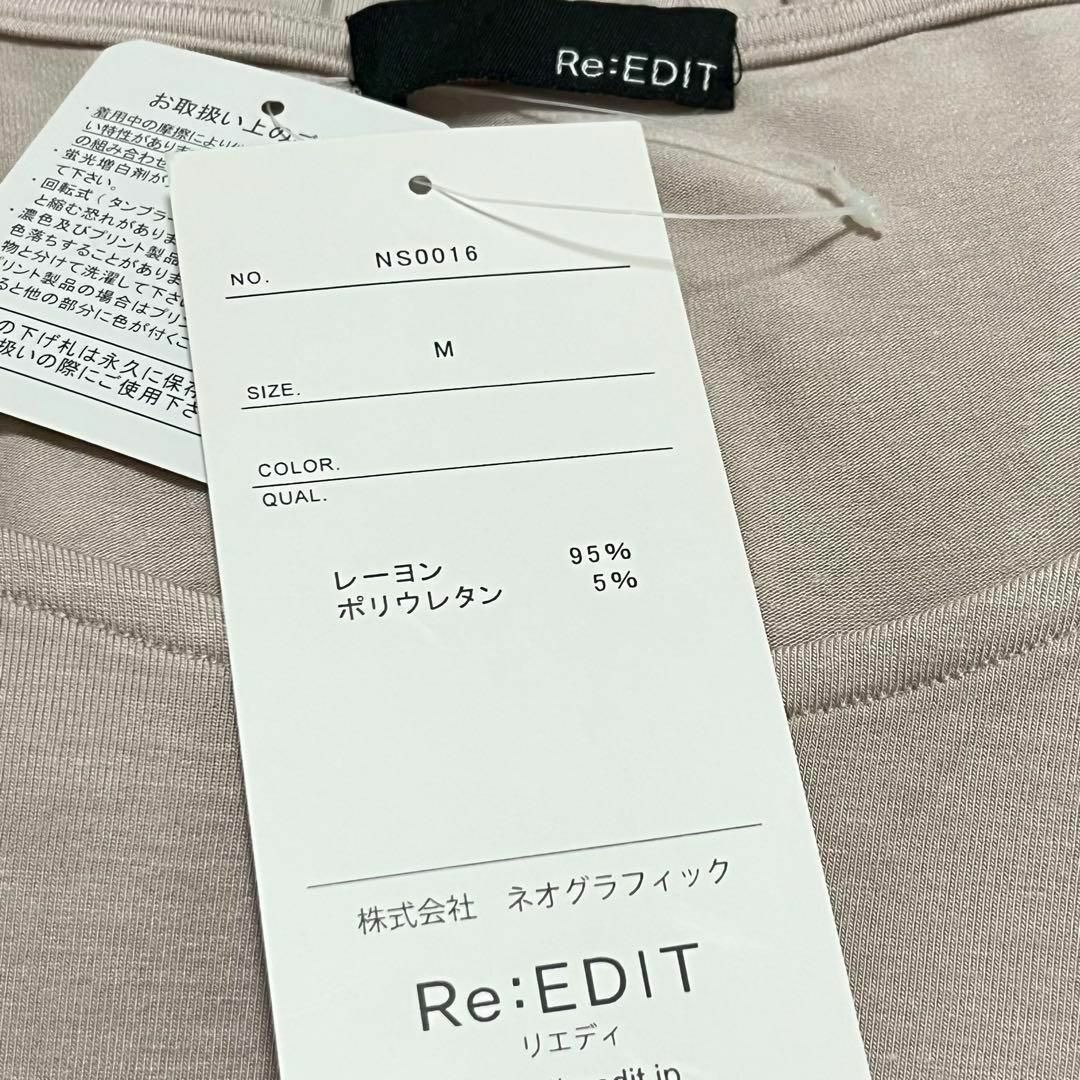 Re:EDIT
お取扱い上のご
・着用中の摩擦により
い特性がありま
の組み合わせ
・蛍光増白剤が
て下さい。
・回転式(タンブラー
と縮む恐れがありま
・濃色及びプリント製品
色落ちすることがありま
物と分けて洗濯して下さ
プリント製品の場合はプリン
ると他の部分に色が付くこ
の下げ札は永久に保存
扱いの際にご使用下さ
NO. NS0016
SIZE. M
COLOR.
QUAL.
レーヨン 95%
ポリウレタン 5%
株式会社 ネオグラフィック
Re:EDIT
リエディ